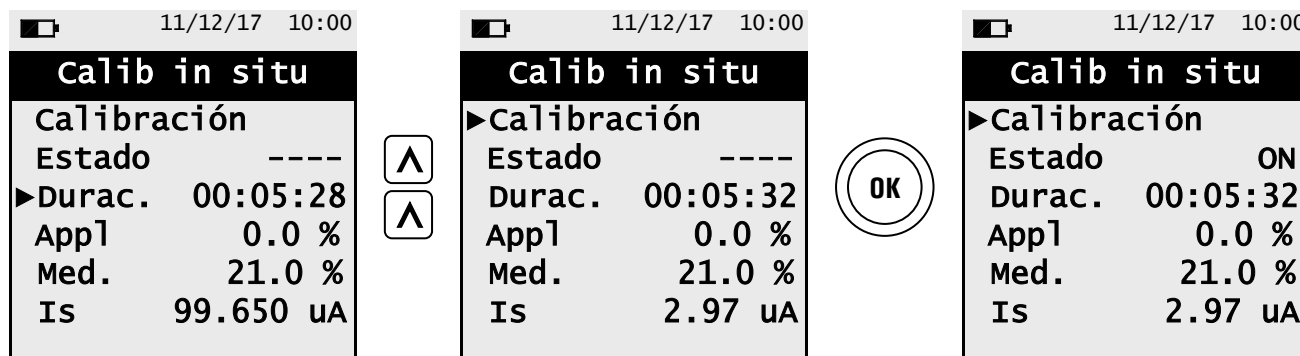 11/12/17 10:00
Calib in situ
Calibración
Estado ----
►Durac. 00:05:28
Appl 0.0 %
Med. 21.0 %
Is 99.650 uA
11/12/17 10:00
Calib in situ
►Calibración
Estado ----
Durac. 00:05:32
Appl 0.0 %
Med. 21.0 %
Is 2.97 uA
OK
11/12/17 10:00
Calib in situ
►Calibración
Estado ON
Durac. 00:05:32
Appl 0.0 %
Med. 21.0 %
Is 2.97 uA